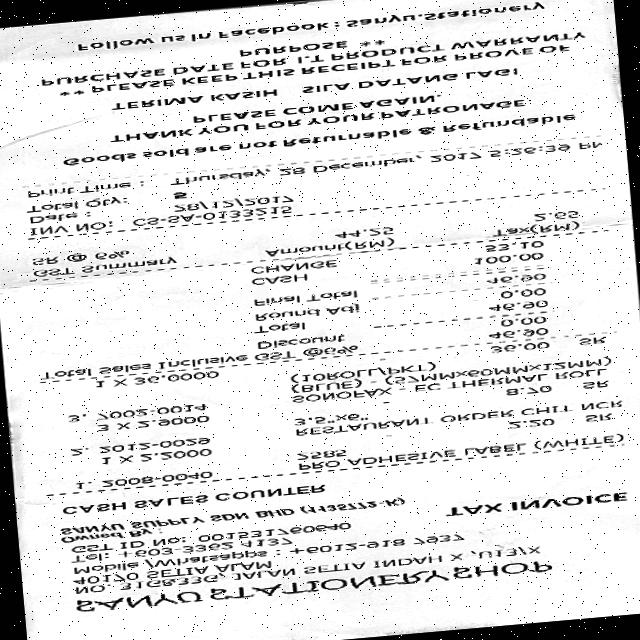 SANYU STATIONERY SHOP
NO. 31G&33G, JALAN SETIA INDAH X ,U13/X
40170 SETIA ALAM
Mobile /Whatsapps : +6012-918 7937
Tel: +603-3362 4137
GST ID No: 001531760640
TAX INVOICE
Owned By :
SANYU SUPPLY SDN BHD (1135772-K)
CASH SALES COUNTER
1. 2008-0040 PRO ADHESIVE LABEL (WHITE)
7585
1 X 2.2000 2.20 SR
2. 2012-0029 RESTAURANT ORDER CHIT NCR
3.5"x6"
3 X 2.9000 8.70 SR
3. 7002-0014 SONOFAX - EC THERMAL ROLL
(BLUE) - (57MMx60MMx12MM)
(10ROLL/PKT)
1 X 36.0000 36.00 SR
Total Sales Inclusive GST @6% 46.90
Discount 0.00
Total 46.90
Round Adj 0.00
Final Total 46.90
CASH 100.00
CHANGE 53.10
GST Summary Amount(RM) Tax(RM)
SR @ 6% 44.25 2.65
INV NO: CS-SA-0133215
Date : 28/12/2017
Total Qty: 5
Print Time : Thursday, 28 December, 2017 5:26:39 PM
Goods sold are not Returnable & Refundable
THANK YOU FOR YOUR PATRONAGE
PLEASE COME AGAIN.
TERIMA KASIH SILA DATANG LAGI
** PLEASE KEEP THIS RECEIPT FOR PROVE OF
PURCHASE DATE FOR I.T PRODUCT WARRANTY
PURPOSE **
Follow us in Facebook : Sanyu.Stationery